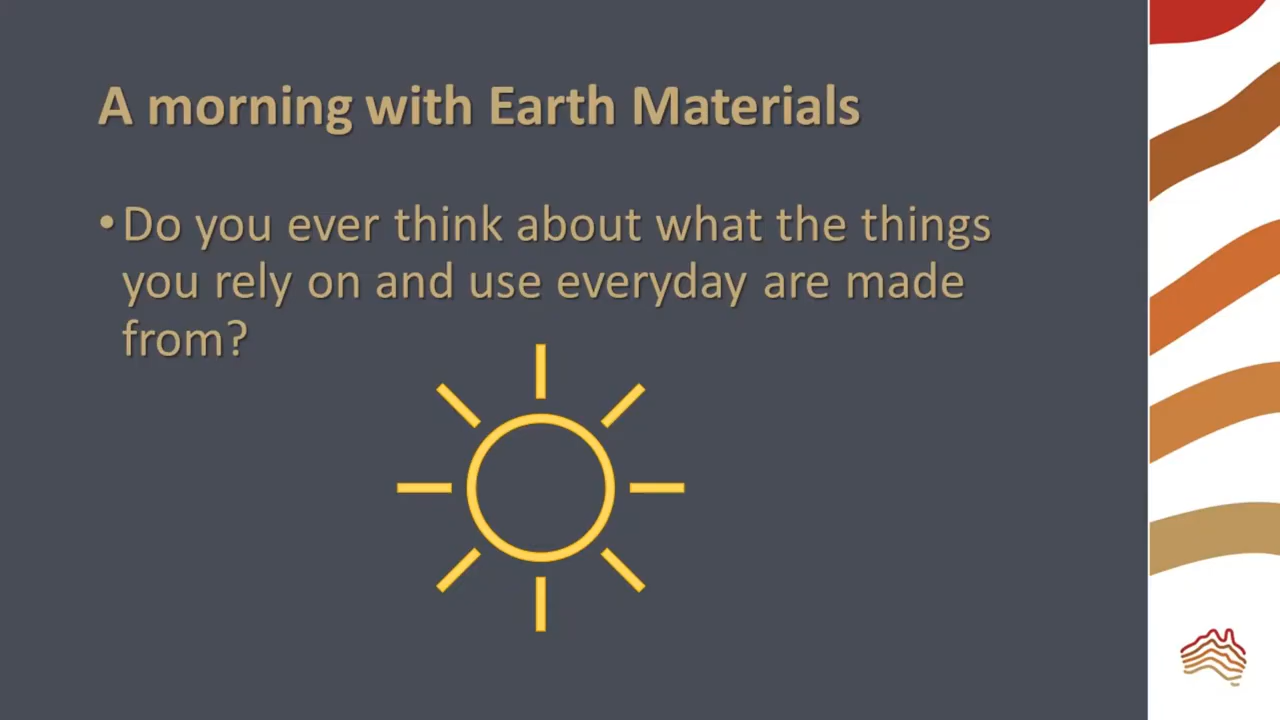 A morning with Earth Materials
• Do you ever think about what the things
you rely on and use everyday are made
from?